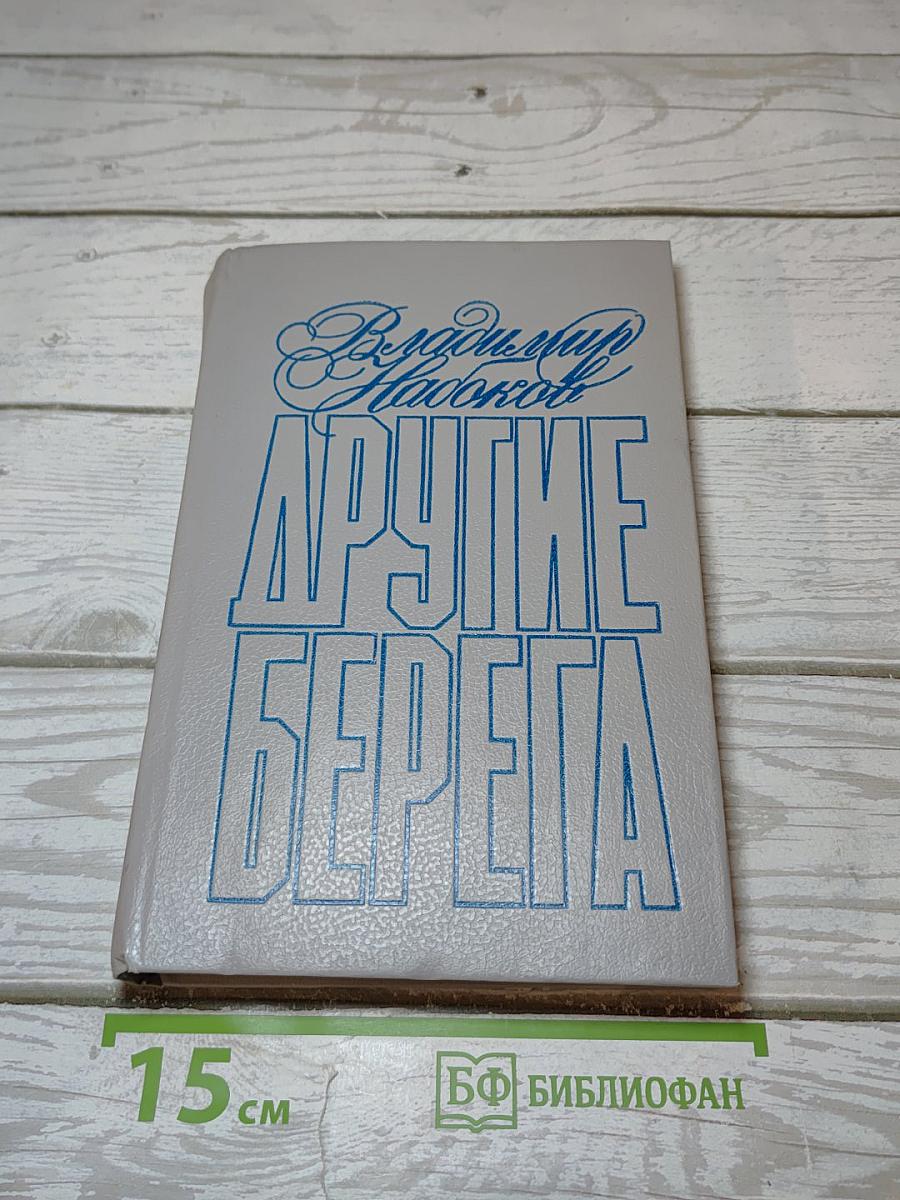 Владимир
Набоков
ДРУГИЕ
БЕРЕГА
15 см
БФ БИБЛИОФАН